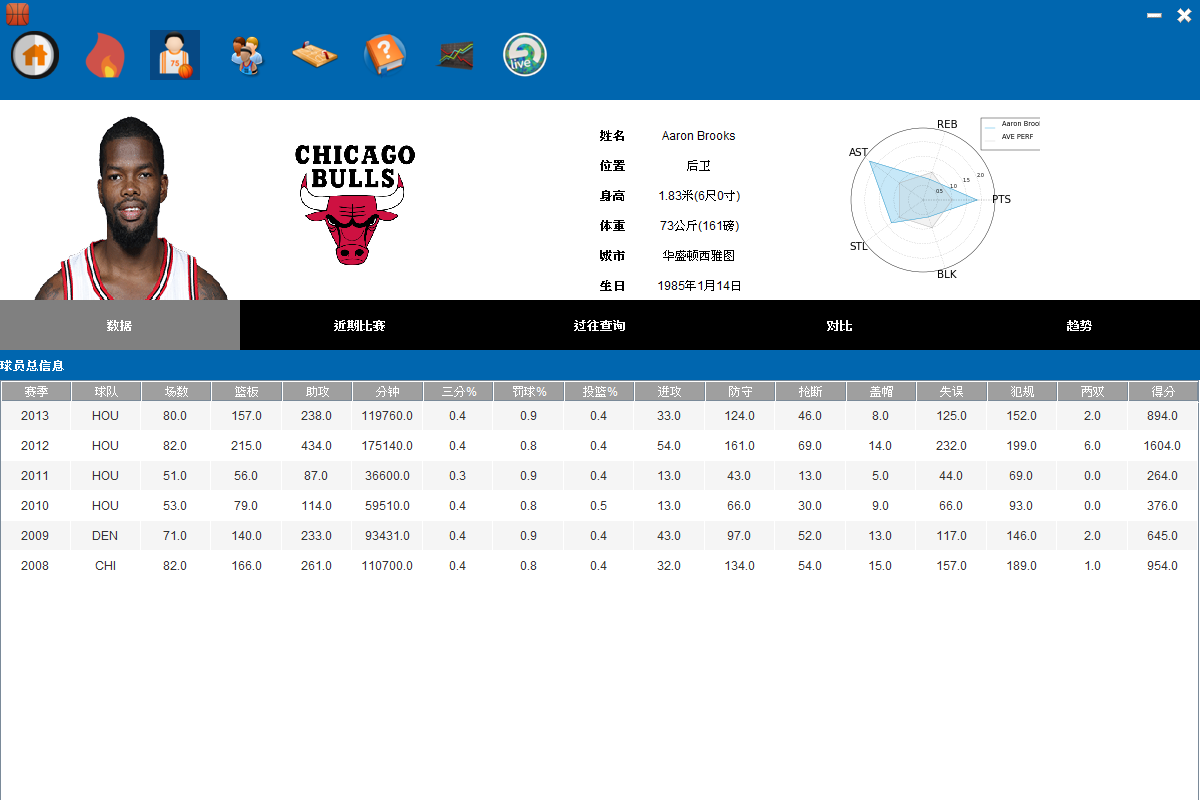 75
live
CHICAGO
BULLS
姓名 Aaron Brooks
位置 后卫
身高 1.83米(6尺0寸)
体重 73公斤(161磅)
城市 华盛顿西雅图
生日 1985年1月14日
REB
AST
PTS
STL
BLK
0.5 1.0 1.5 2.0
Aaron Broo
AVE PERF
数据 近期比赛 过往查询 对比 趋势
球员总信息
赛季 球队 场数 篮板 助攻 分钟 三分% 罚球% 投篮% 进攻 防守 抢断 盖帽 失误 犯规 两双 得分
2013 HOU 80.0 157.0 238.0 119760.0 0.4 0.9 0.4 33.0 124.0 46.0 8.0 125.0 152.0 2.0 894.0
2012 HOU 82.0 215.0 434.0 175140.0 0.4 0.8 0.4 54.0 161.0 69.0 14.0 232.0 199.0 6.0 1604.0
2011 HOU 51.0 56.0 87.0 36600.0 0.3 0.9 0.4 13.0 43.0 13.0 5.0 44.0 69.0 0.0 264.0
2010 HOU 53.0 79.0 114.0 59510.0 0.4 0.8 0.5 13.0 66.0 30.0 9.0 66.0 93.0 0.0 376.0
2009 DEN 71.0 140.0 233.0 93431.0 0.4 0.9 0.4 43.0 97.0 52.0 13.0 117.0 146.0 2.0 645.0
2008 CHI 82.0 166.0 261.0 110700.0 0.4 0.8 0.4 32.0 134.0 54.0 15.0 157.0 189.0 1.0 954.0